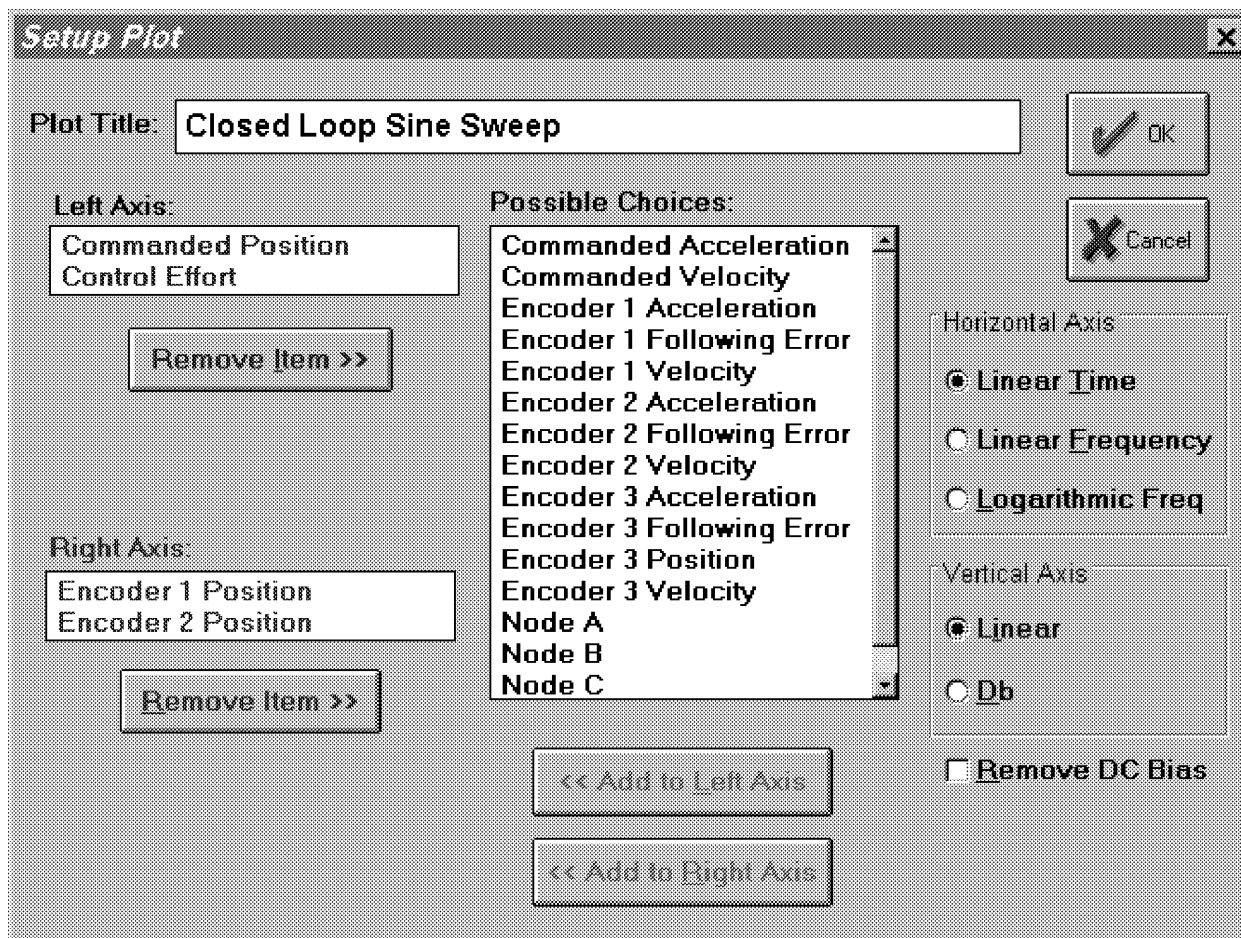 Setup Plot
Plot Title: Closed Loop Sine Sweep
OK
Cancel
Left Axis:
Commanded Position
Control Effort
Remove Item >>
Right Axis:
Encoder 1 Position
Encoder 2 Position
Remove Item >>
Possible Choices:
Commanded Acceleration
Commanded Velocity
Encoder 1 Acceleration
Encoder 1 Following Error
Encoder 1 Velocity
Encoder 2 Acceleration
Encoder 2 Following Error
Encoder 2 Velocity
Encoder 3 Acceleration
Encoder 3 Following Error
Encoder 3 Position
Encoder 3 Velocity
Node A
Node B
Node C
<< Add to Left Axis
<< Add to Right Axis
Horizontal Axis
Linear Time
Linear Frequency
Logarithmic Freq
Vertical Axis
Linear
Db
Remove DC Bias